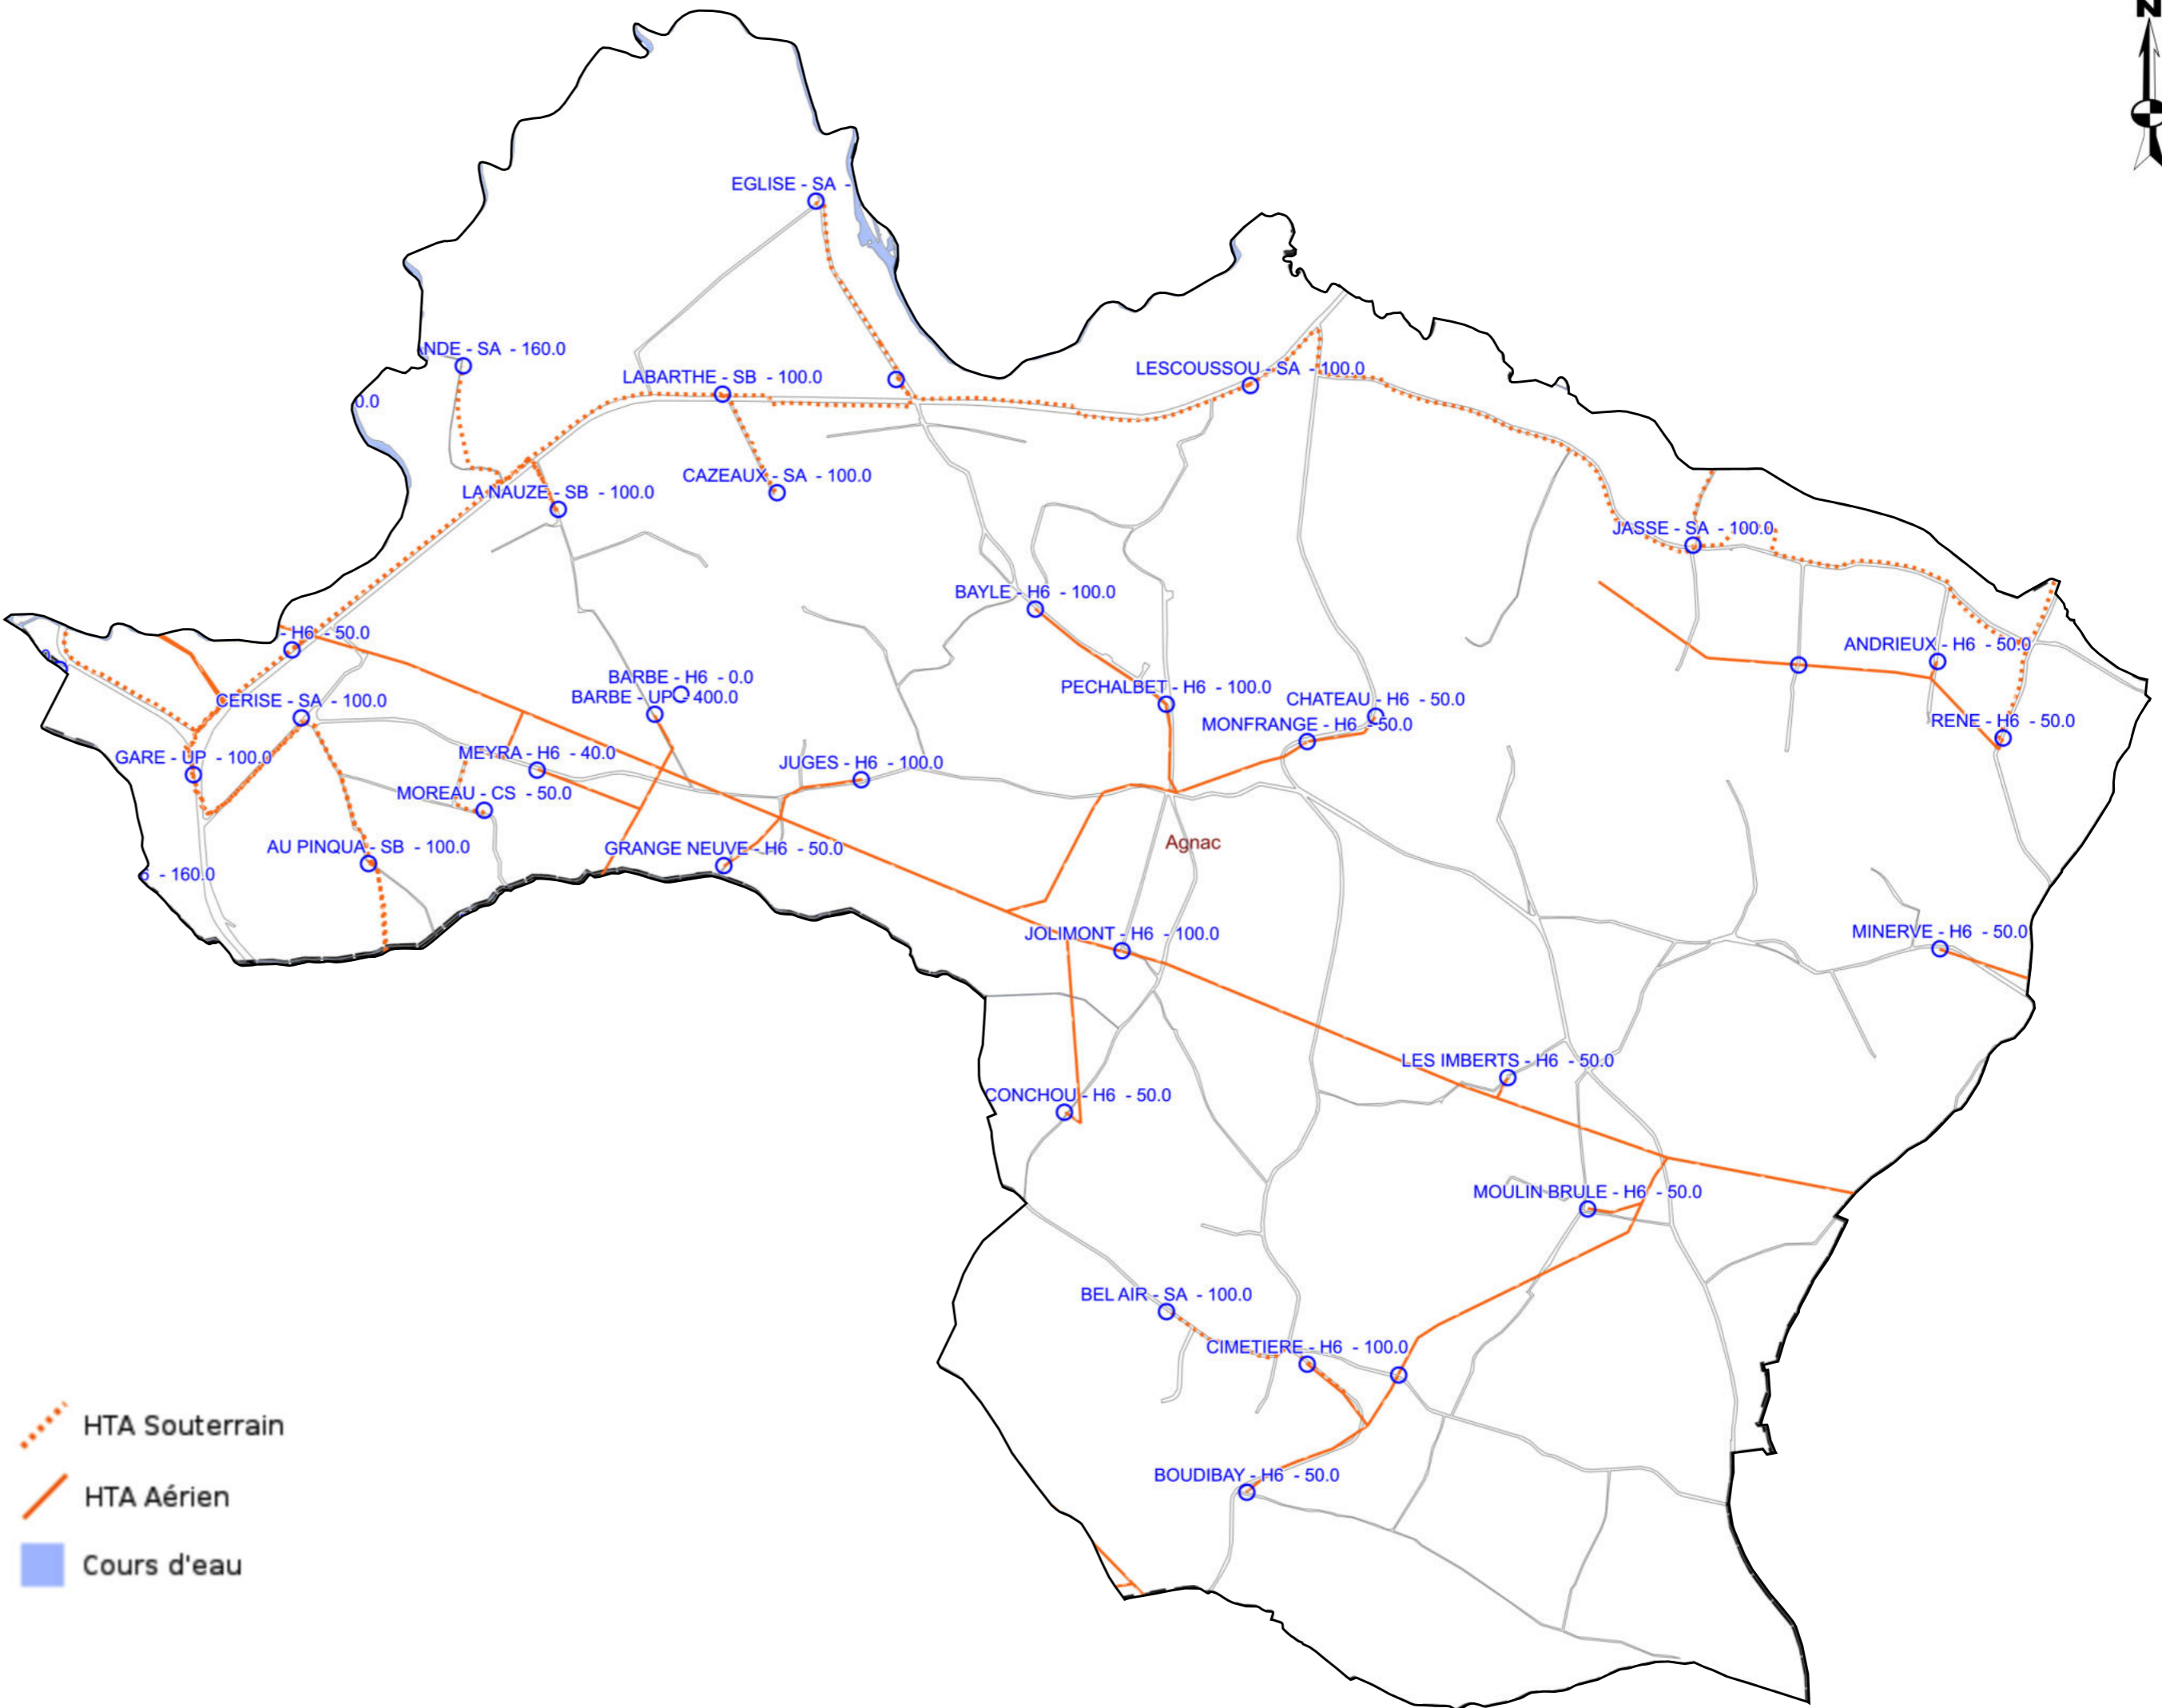 N
EGLISE - SA -
NDE - SA - 160.0
LABARTHE - SB - 100.0
LESCOUSSOU - SA - 100.0
0.0
CAZEAUX - SA - 100.0
LA NAUZE - SB - 100.0
JASSE - SA - 100.0
BAYLE - H6 - 100.0
- H6 - 50.0
ANDRIEUX - H6 - 50.0
BARBE - H6 - 0.0
BARBE - UP - 400.0
PECHALBET - H6 - 100.0
CERISE - SA - 100.0
CHATEAU - H6 - 50.0
MONFRANGE - H6 - 50.0
RENE - H6 - 50.0
GARE - UP - 100.0
MEYRA - H6 - 40.0
JUGES - H6 - 100.0
MOREAU - CS - 50.0
AU PINQUA - SB - 100.0
GRANGE NEUVE - H6 - 50.0
Agnac
- 160.0
JOLIMONT - H6 - 100.0
MINERVE - H6 - 50.0
LES IMBERTS - H6 - 50.0
CONCHOU - H6 - 50.0
MOULIN BRULE - H6 - 50.0
BEL AIR - SA - 100.0
CIMETIERE - H6 - 100.0
BOUDIBAY - H6 - 50.0
HTA Souterrain
HTA Aérien
Cours d'eau